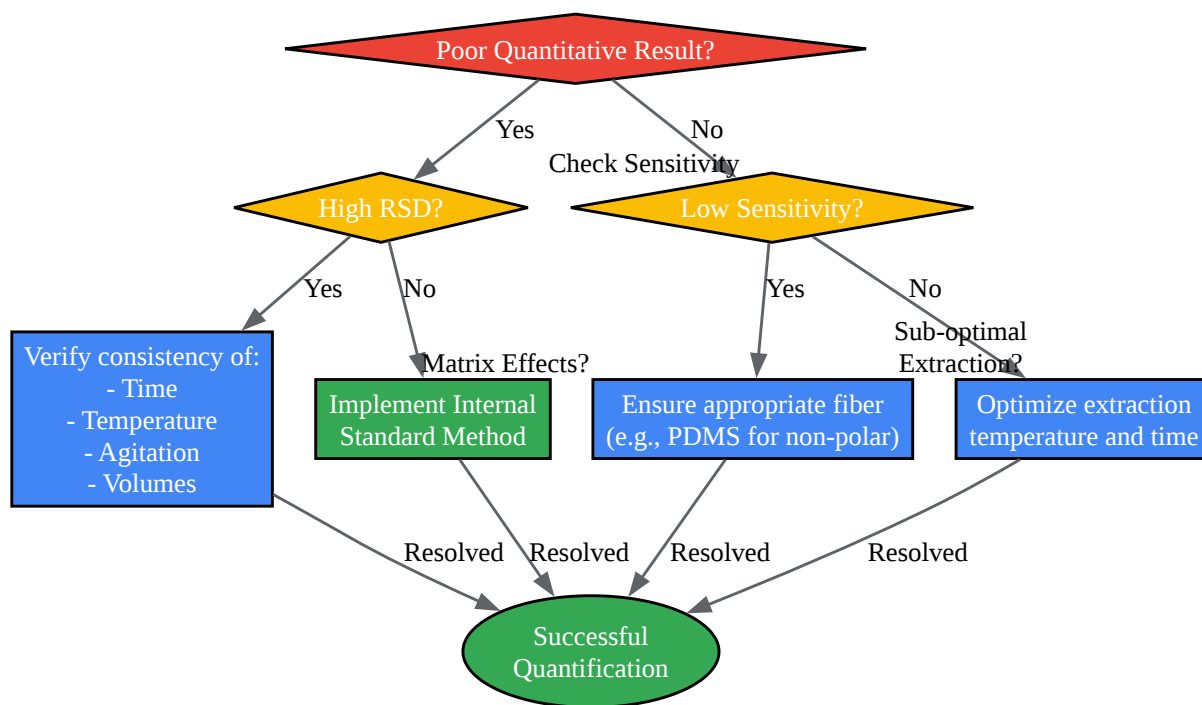 Poor Quantitative Result?
Yes
No
Check Sensitivity
High RSD?
Low Sensitivity?
Yes
No
Matrix Effects?
Yes
No
Sub-optimal
Extraction?
Verify consistency of:
- Time
- Temperature
- Agitation
- Volumes
Implement Internal
Standard Method
Ensure appropriate fiber
(e.g., PDMS for non-polar)
Optimize extraction
temperature and time
Resolved
Resolved
Resolved
Resolved
Successful
Quantification